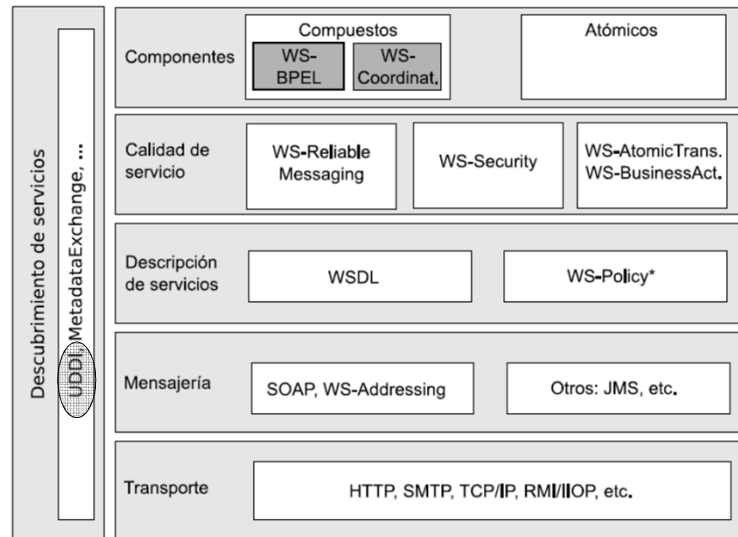 Descubrimiento de servicios
UDDI, MetadataExchange, ...
Componentes
Compuestos
WS-
BPEL
WS-
Coordinat.
Atómicos
Calidad de
servicio
WS-Reliable
Messaging
WS-Security
WS-AtomicTrans.
WS-BusinessAct.
Descripción
de servicios
WSDL
WS-Policy*
Mensajería
SOAP, WS-Addressing
Otros: JMS, etc.
Transporte
HTTP, SMTP, TCP/IP, RMI/IIOP, etc.